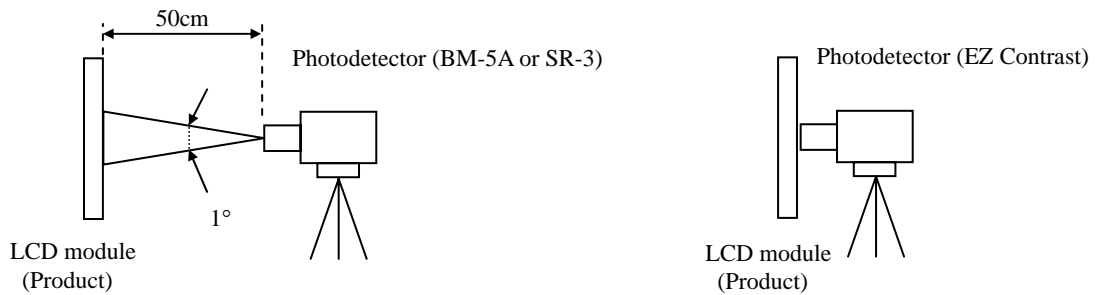 50cm
Photodetector (BM-5A or SR-3)
1°
LCD module
(Product)
Photodetector (EZ Contrast)
LCD module
(Product)